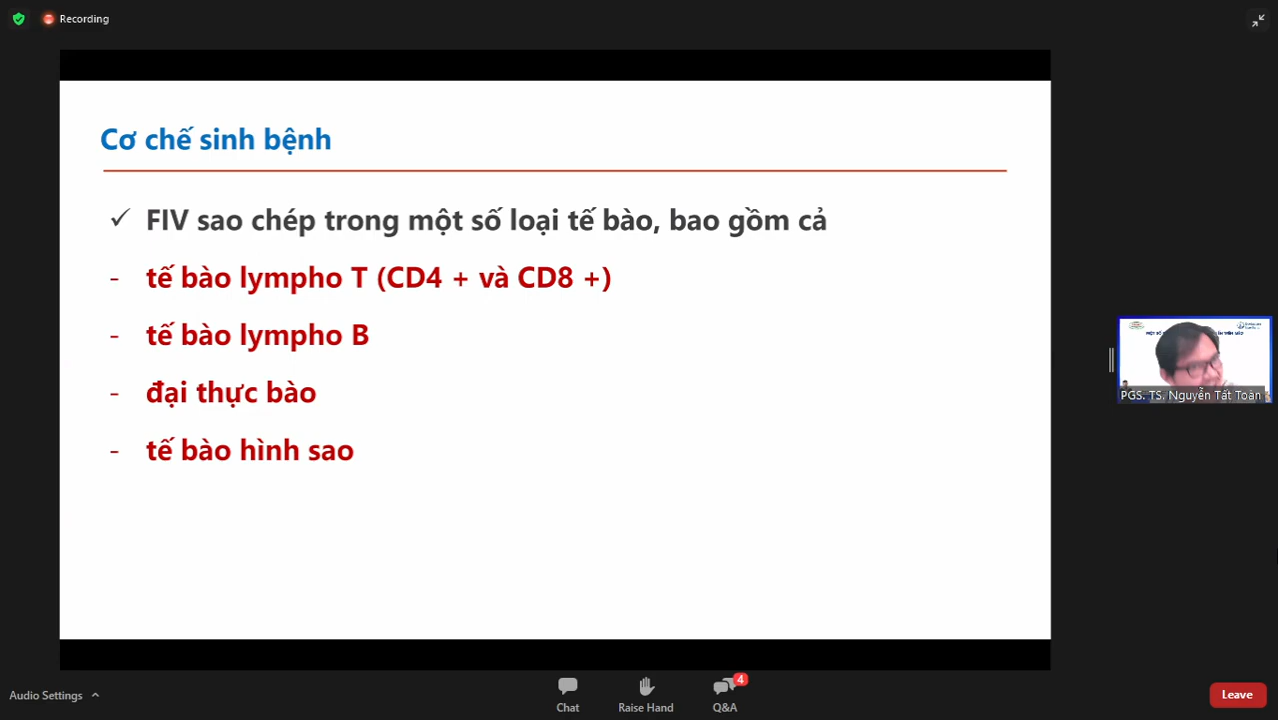 Recording
Cơ chế sinh bệnh
✓ FIV sao chép trong một số loại tế bào, bao gồm cả
- tế bào lympho T (CD4 + và CD8 +)
- tế bào lympho B
- đại thực bào
- tế bào hình sao
PGS. TS. Nguyễn Tất Toàn
Audio Settings
Chat
Raise Hand
4
Q&A
Leave